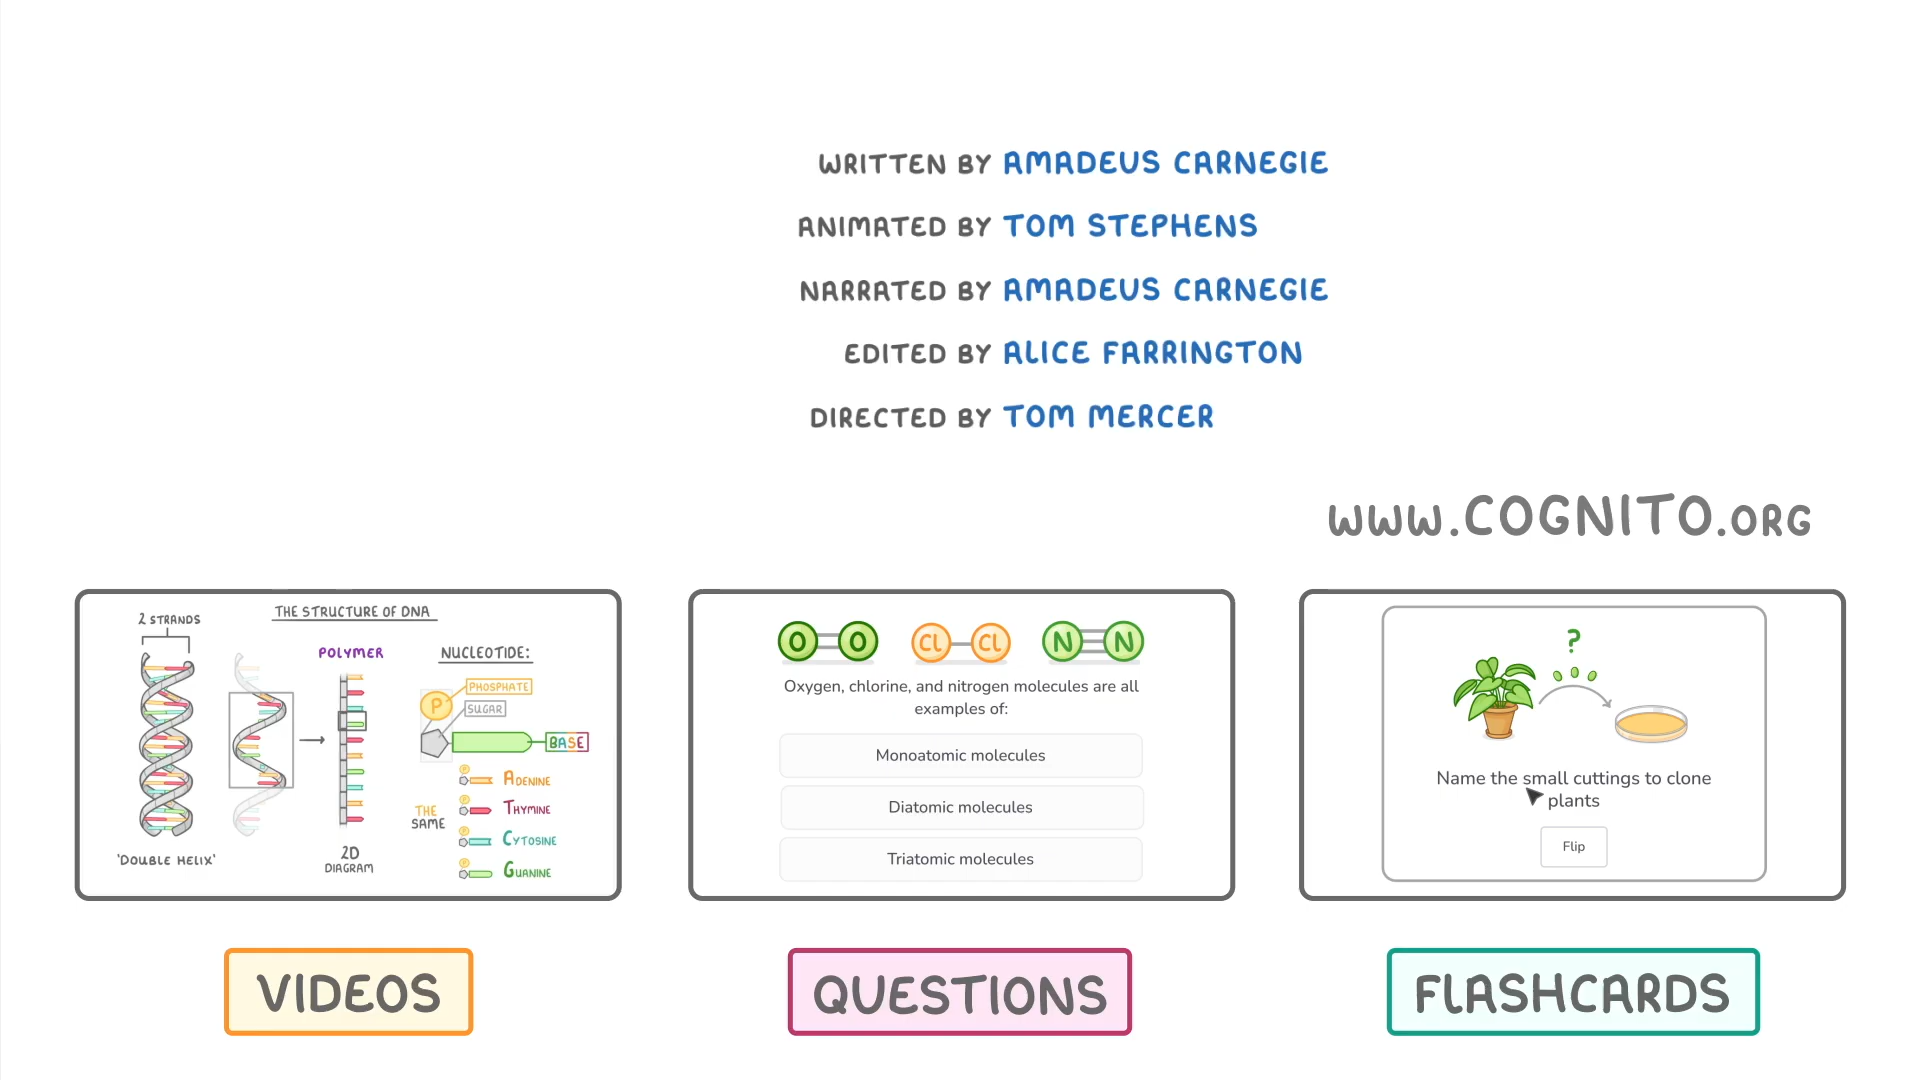 WRITTEN BY AMADEUS CARNEGIE
ANIMATED BY TOM STEPHENS
NARRATED BY AMADEUS CARNEGIE
EDITED BY ALICE FARRINGTON
DIRECTED BY TOM MERCER
www.COGNITO.ORG
THE STRUCTURE OF DNA
2 STRANDS
POLYMER
NUCLEOTIDE:
PHOSPHATE
P
SUGAR
BASE
ADENINE
THYMINE
CYTOSINE
GUANINE
THE
SAME
P
P
P
P
'DOUBLE HELIX'
2D
DIAGRAM
O O Cl Cl N N
Oxygen, chlorine, and nitrogen molecules are all
examples of:
Monoatomic molecules
Diatomic molecules
Triatomic molecules
?
Name the small cuttings to clone
plants
Flip
VIDEOS
QUESTIONS
FLASHCARDS